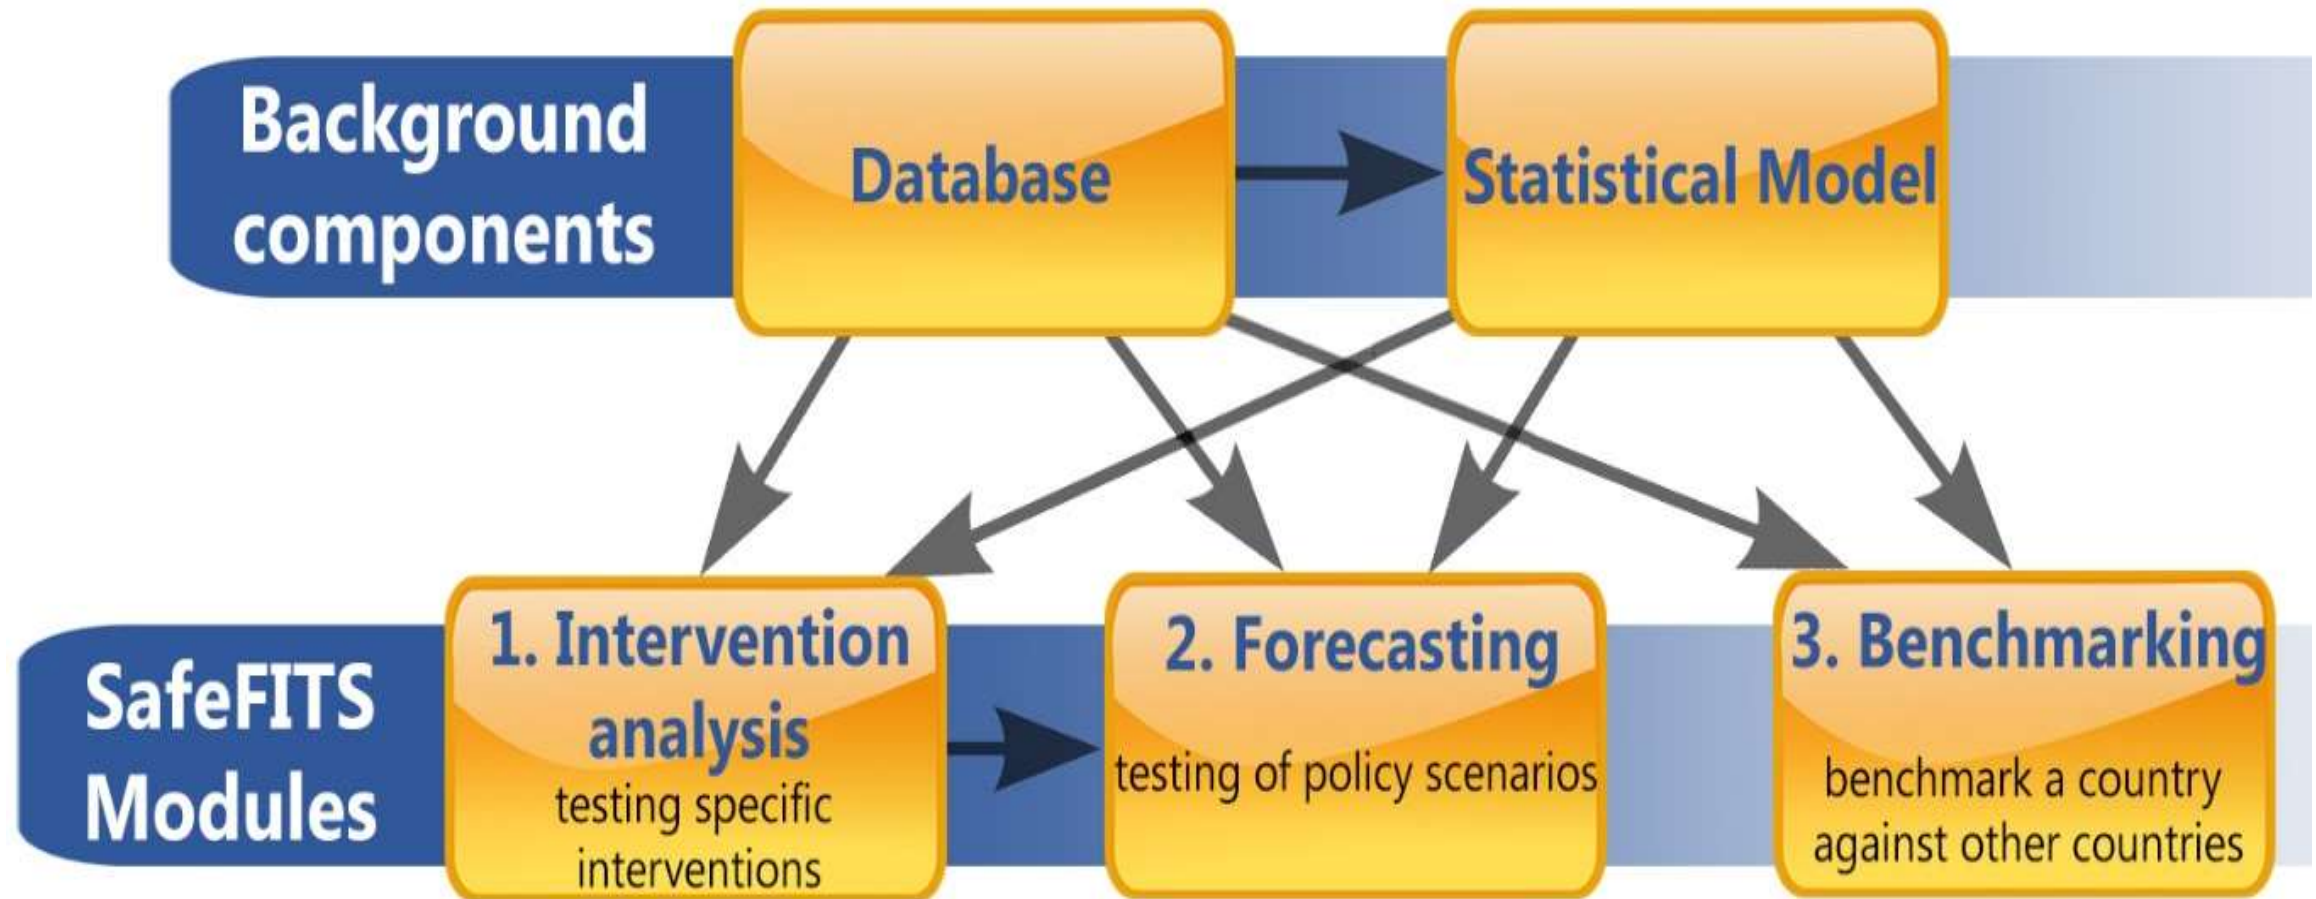 Background
components
Database
Statistical Model
SafeFITS
Modules
1. Intervention
analysis
testing specific
interventions
2. Forecasting
testing of policy scenarios
3. Benchmarking
benchmark a country
against other countries